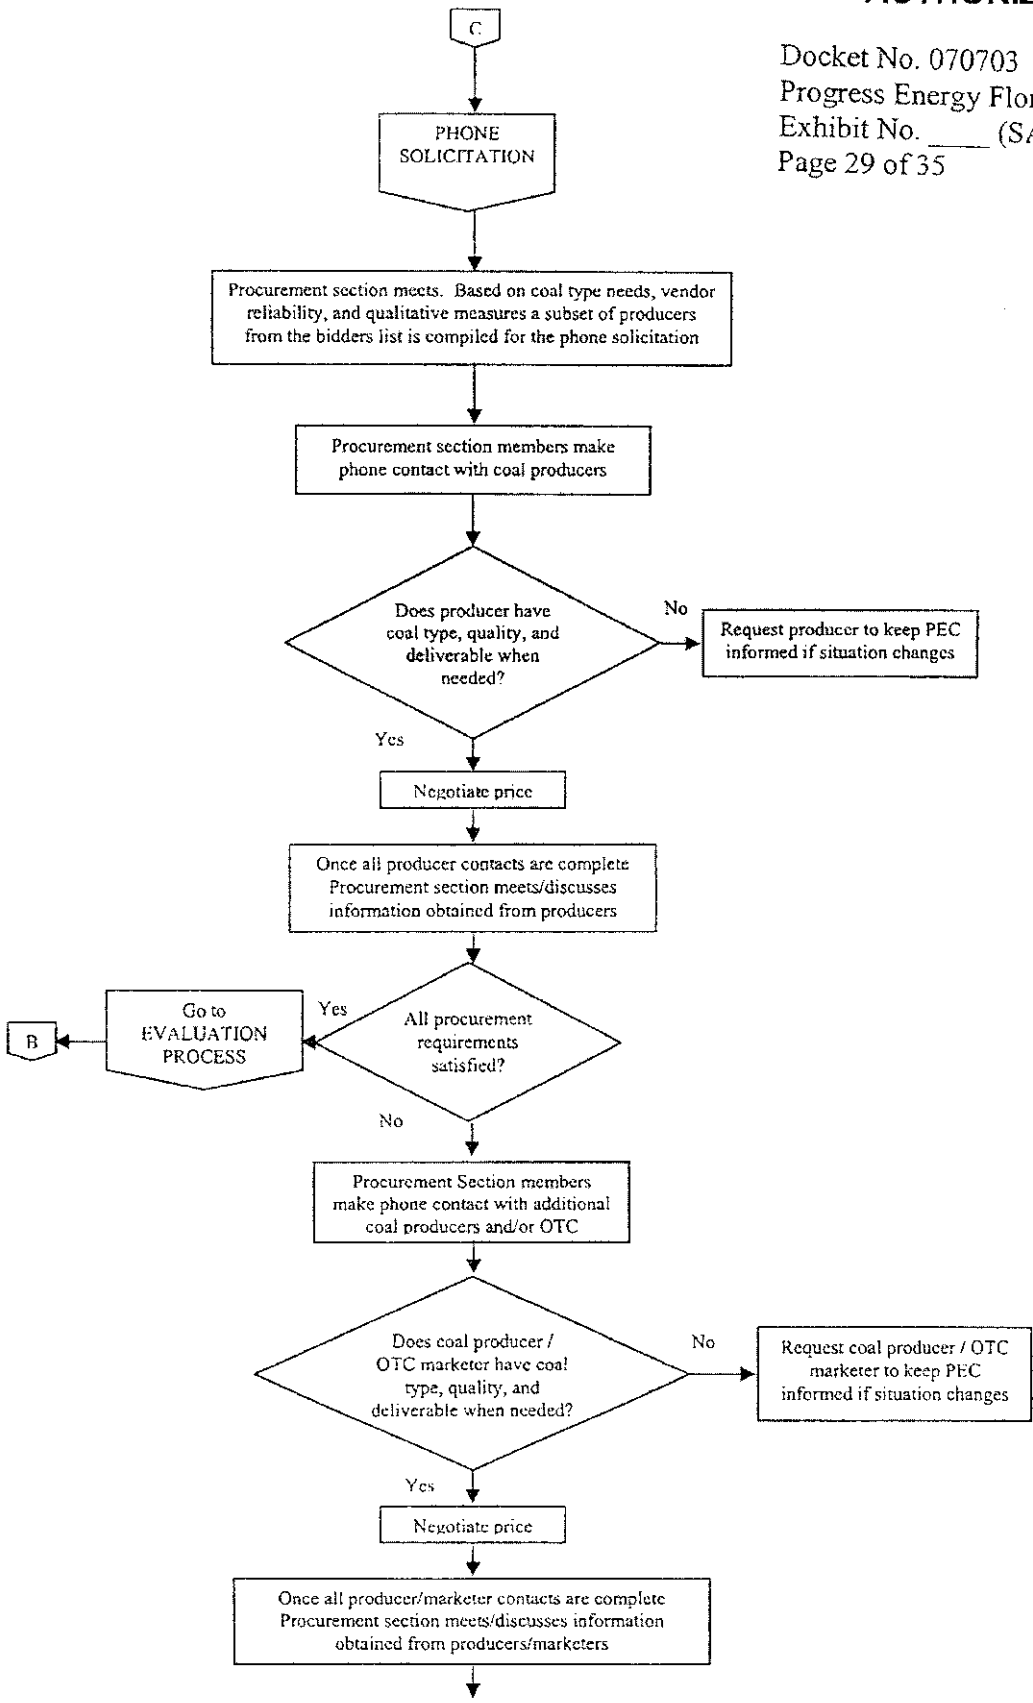 C
Docket No. 070703
Progress Energy Flor
Exhibit No. ____ (SA
Page 29 of 35
PHONE
SOLICITATION
Procurement section meets. Based on coal type needs, vendor
reliability, and qualitative measures a subset of producers
from the bidders list is compiled for the phone solicitation
Procurement section members make
phone contact with coal producers
Does producer have
coal type, quality, and
deliverable when
needed?
No
Request producer to keep PEC
informed if situation changes
Yes
Negotiate price
Once all producer contacts are complete
Procurement section meets/discusses
information obtained from producers
B
Go to
EVALUATION
PROCESS
Yes
All procurement
requirements
satisfied?
No
Procurement Section members
make phone contact with additional
coal producers and/or OTC
Does coal producer /
OTC marketer have coal
type, quality, and
deliverable when needed?
No
Request coal producer / OTC
marketer to keep PEC
informed if situation changes
Yes
Negotiate price
Once all producer/marketer contacts are complete
Procurement section meets/discusses information
obtained from producers/marketers